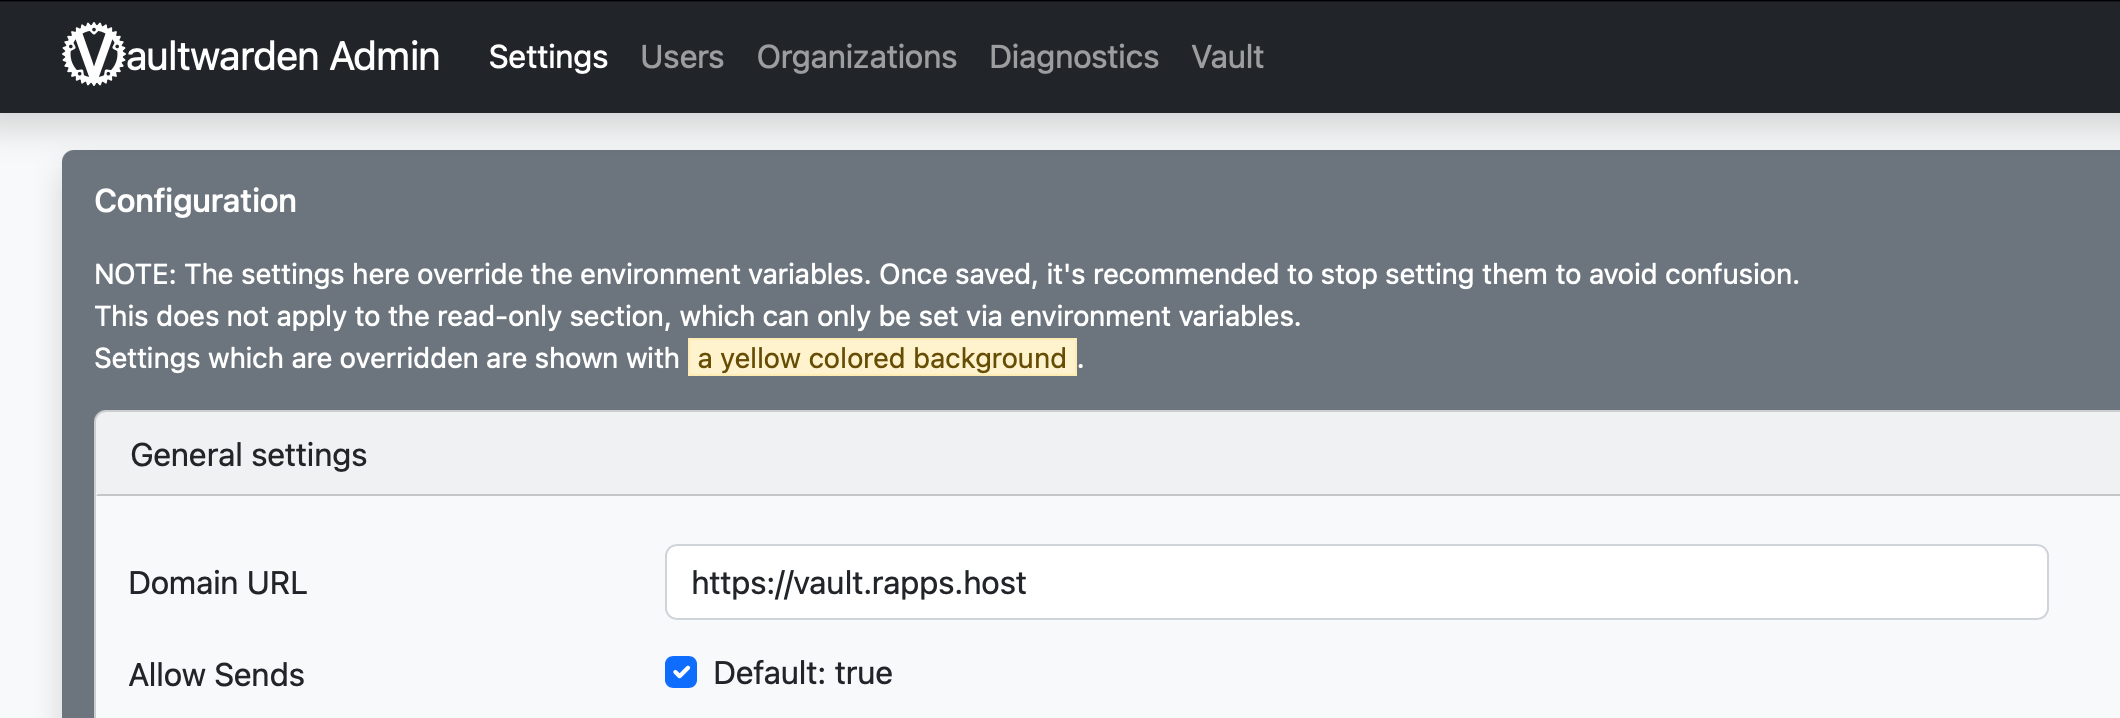 Vaultwarden Admin Settings Users Organizations Diagnostics Vault
Configuration
NOTE: The settings here override the environment variables. Once saved, it's recommended to stop setting them to avoid confusion.
This does not apply to the read-only section, which can only be set via environment variables.
Settings which are overridden are shown with a yellow colored background.
General settings
Domain URL https://vault.rapps.host
Allow Sends Default: true